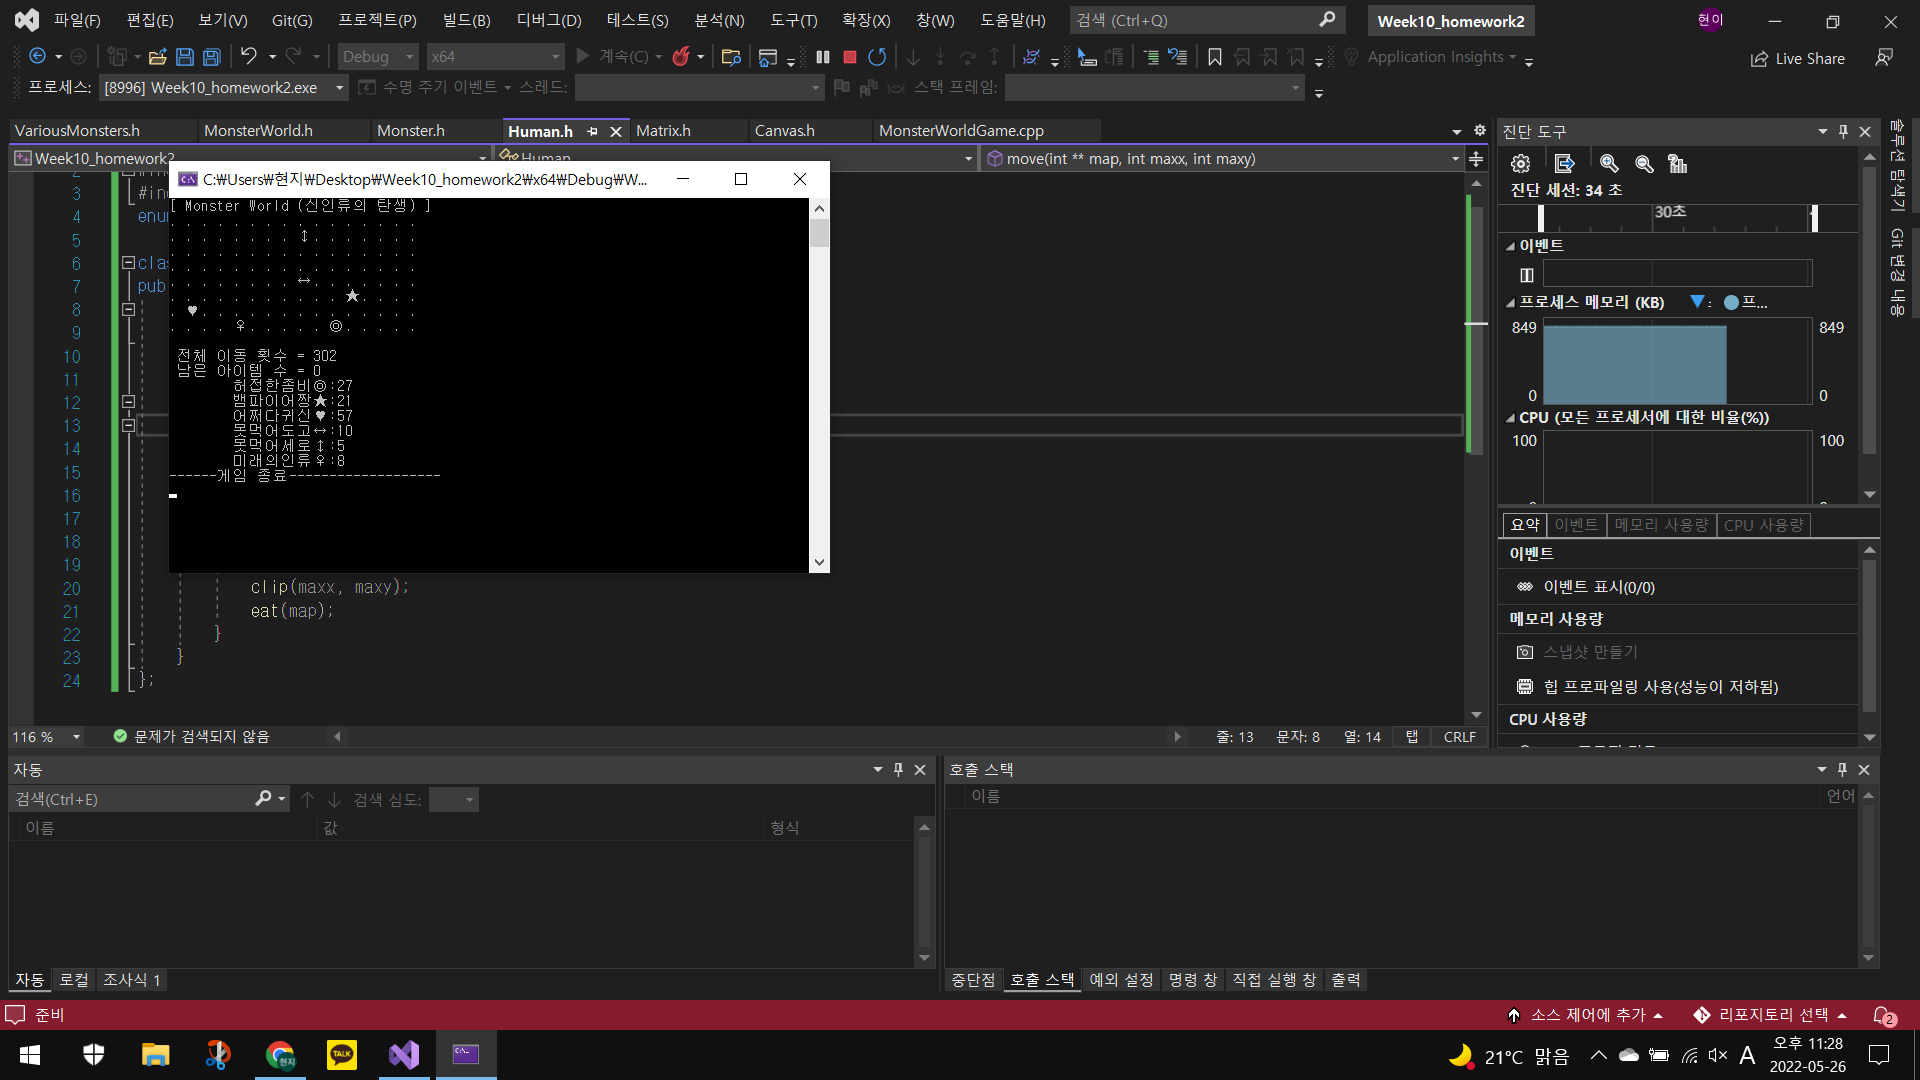 파일(F) 편집(E) 보기(V) Git(G) 프로젝트(P) 빌드(B) 디버그(D) 테스트(S) 분석(N) 도구(T) 확장(X) 창(W) 도움말(H) 검색 (Ctrl+Q) Week10_homework2 현이
Debug x64 계속(C) Application Insights Live Share
프로세스: [8996] Week10_homework2.exe 수명 주기 이벤트 스레드: 스택 프레임:
VariousMonsters.h MonsterWorld.h Monster.h Human.h Matrix.h Canvas.h MonsterWorldGame.cpp
Week10_homework2 Human move(int ** map, int maxx, int maxy)
C:₩Users₩현지₩Desktop₩Week10_homework2₩x64₩Debug₩W...
[ Monster World (신인류의 탄생) ]
. . . . . . . . . . . . . . . .
. . . . . . . . ↕ . . . . . . .
. . . . . . . . . . . . . . . .
. . . . . . . . . . . . . . . .
. . . . . . . . ↔ . . . . . . .
. . . . . . . . . . . ★ . . . .
. ♥ . . . . . . . . . . . . . .
. . . . ♀ . . . . . ◎ . . . . .
전체 이동 횟수 = 302
남은 아이템 수 = 0
허접한좀비◎:27
뱀파이어짱★:21
어쩌다귀신♥:57
못먹어도고↔:10
못먹어세로↕:5
미래의인류♀:8
------게임 종료-------------------
2
3 #in
4 enu
5
6 cla
7 pub
8
9
10
11
12
13
14
15
16
17
18
19
20 clip(maxx, maxy);
21 eat(map);
22 }
23 }
24 };
116 % 문제가 검색되지 않음 줄: 13 문자: 8 열: 14 탭 CRLF
진단 도구
진단 세션: 34 초
30초
이벤트
프로세스 메모리 (KB) 프...
849 849
0 0
CPU (모든 프로세서에 대한 비율(%))
100 100
요약 이벤트 메모리 사용량 CPU 사용량
이벤트
이벤트 표시(0/0)
메모리 사용량
스냅샷 만들기
힙 프로파일링 사용(성능이 저하됨)
CPU 사용량
솔루션 탐색기
Git 변경 내용
자동
검색(Ctrl+E) 검색 심도:
이름 값 형식
자동 로컬 조사식 1
호출 스택
이름 언어
중단점 호출 스택 예외 설정 명령 창 직접 실행 창 출력
준비 소스 제어에 추가 리포지토리 선택 2
현지 TALK C:\. 21°C 맑음 A 오후 11:28
2022-05-26